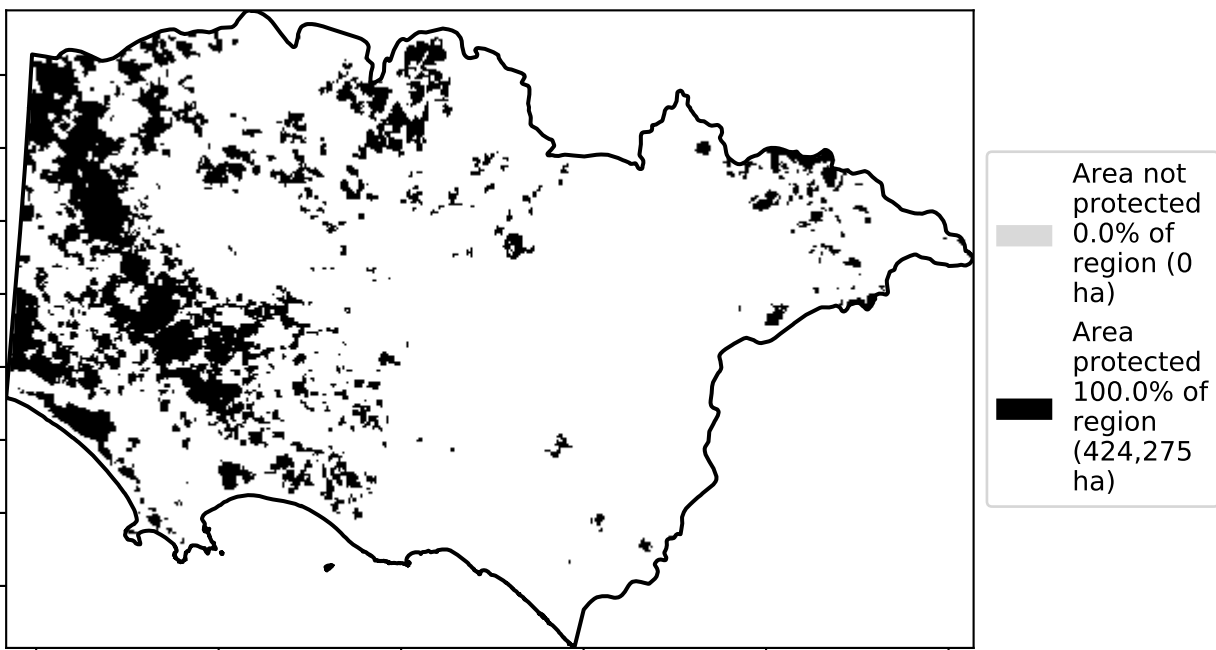 Area not
protected
0.0% of
region (0
ha)
Area
protected
100.0% of
region
(424,275
ha)